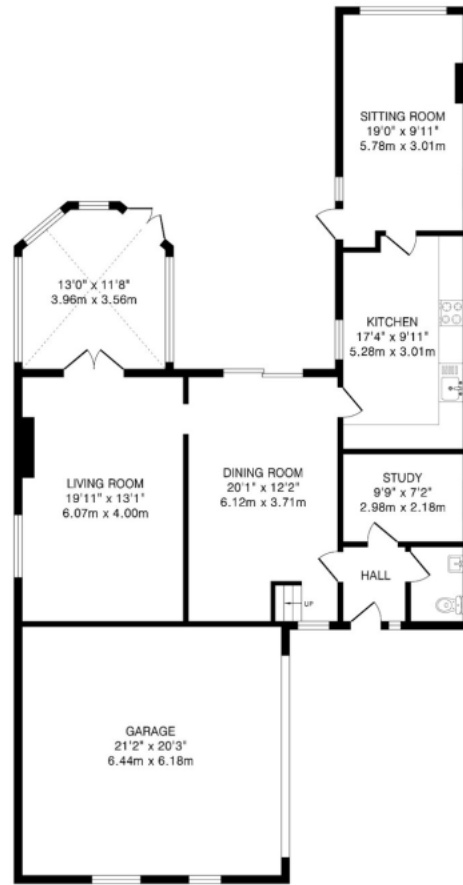 SITTING ROOM
19'0" x 9'11"
5.78m x 3.01m
13'0" x 11'8"
3.96m x 3.56m
KITCHEN
17'4" x 9'11"
5.28m x 3.01m
LIVING ROOM
19'11" x 13'1"
6.07m x 4.00m
DINING ROOM
20'1" x 12'2"
6.12m x 3.71m
STUDY
9'9" x 7'2"
2.98m x 2.18m
HALL
UP
GARAGE
21'2" x 20'3"
6.44m x 6.18m